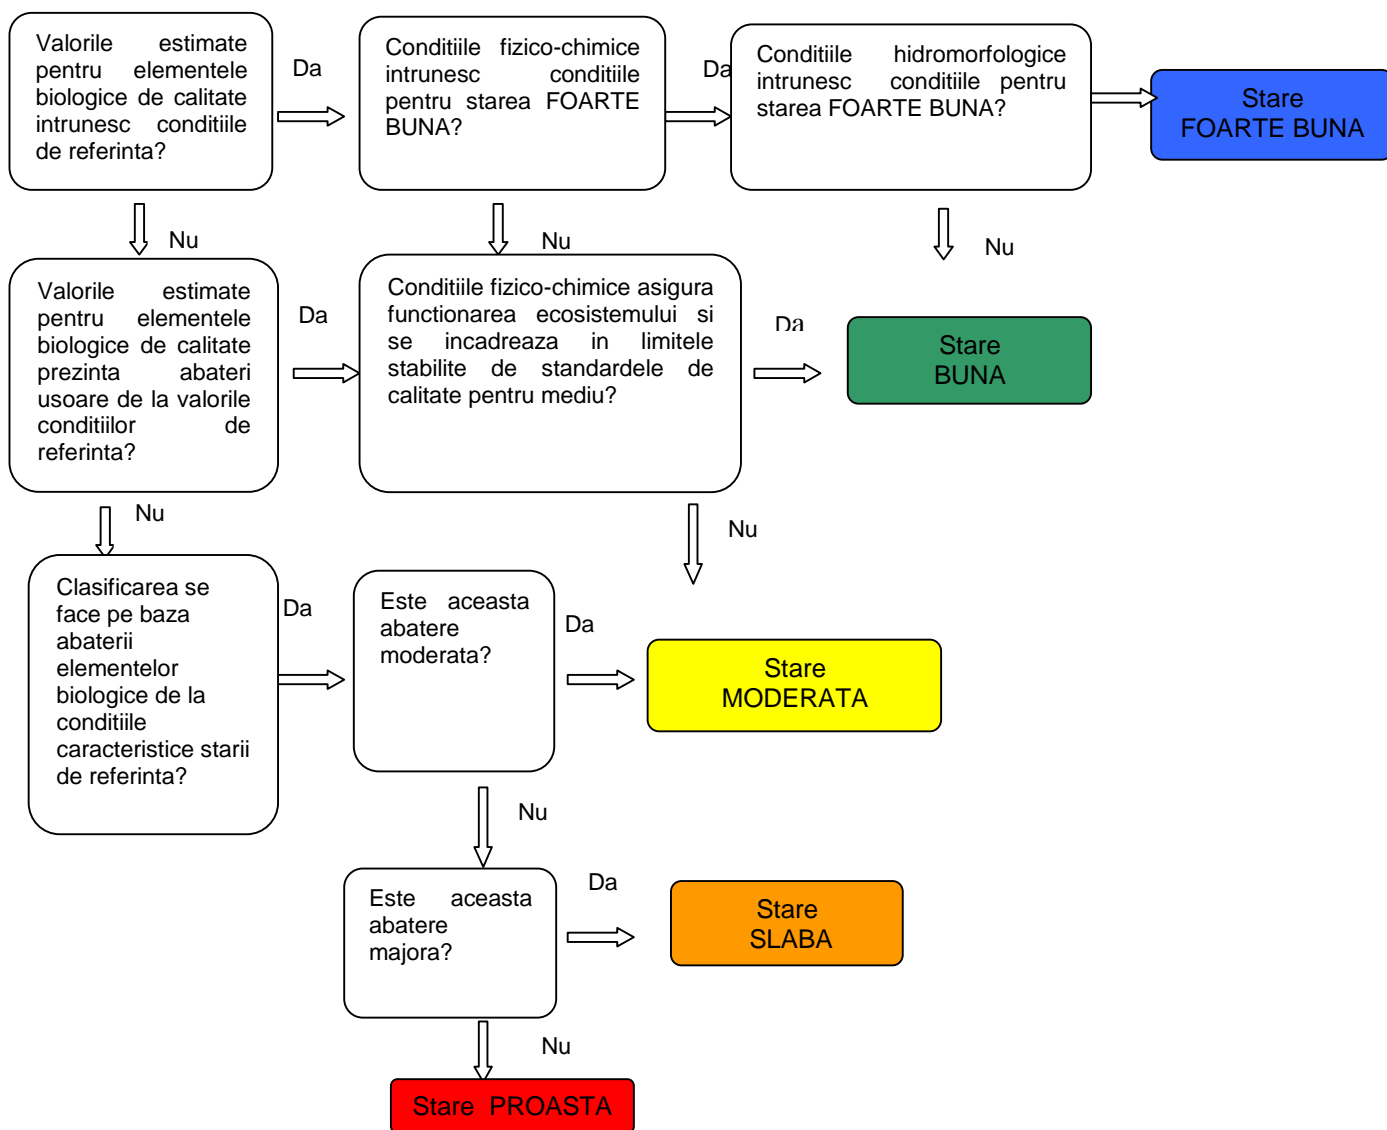 Valorile estimate
pentru elementele
biologice de calitate
intrunesc conditiile
de referinta?
Da
Conditiile fizico-chimice
intrunesc conditiile
pentru starea FOARTE
BUNA?
Da
Conditiile hidromorfologice
intrunesc conditiile pentru
starea FOARTE BUNA?
Stare
FOARTE BUNA
Nu
Nu
Nu
Valorile estimate
pentru elementele
biologice de calitate
prezinta abateri
usoare de la valorile
conditiilor de
referinta?
Da
Conditiile fizico-chimice asigura
functionarea ecosistemului si
se incadreaza in limitele
stabilite de standardele de
calitate pentru mediu?
Da
Stare
BUNA
Nu
Nu
Clasificarea se
face pe baza
abaterii
elementelor
biologice de la
conditiile
caracteristice starii
de referinta?
Da
Este aceasta
abatere
moderata?
Da
Stare
MODERATA
Nu
Este aceasta
abatere
majora?
Da
Stare
SLABA
Nu
Stare PROASTA